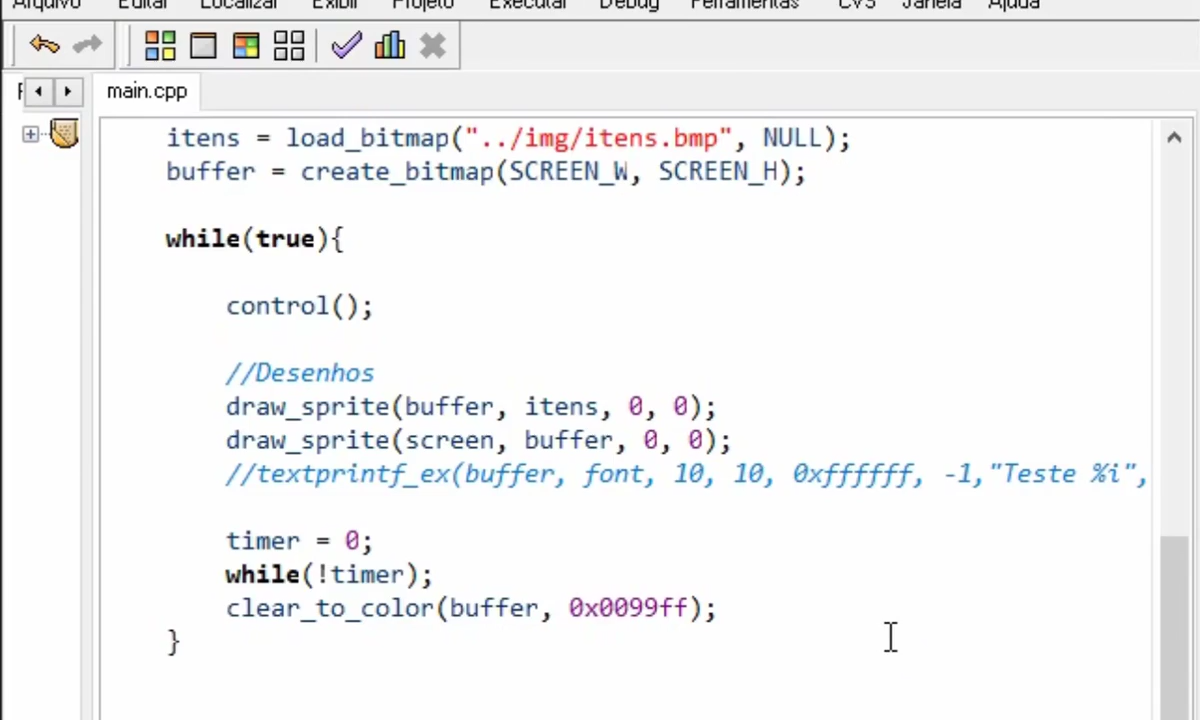 Arquivo Editar Localizar Exibir Projeto Executar Debug Ferramentas CVS Janela Ajuda
main.cpp
itens = load_bitmap("../img/itens.bmp", NULL);
buffer = create_bitmap(SCREEN_W, SCREEN_H);
while(true){
control();
//Desenhos
draw_sprite(buffer, itens, 0, 0);
draw_sprite(screen, buffer, 0, 0);
//textprintf_ex(buffer, font, 10, 10, 0xffffff, -1,"Teste %i",
timer = 0;
while(!timer);
clear_to_color(buffer, 0x0099ff);
}